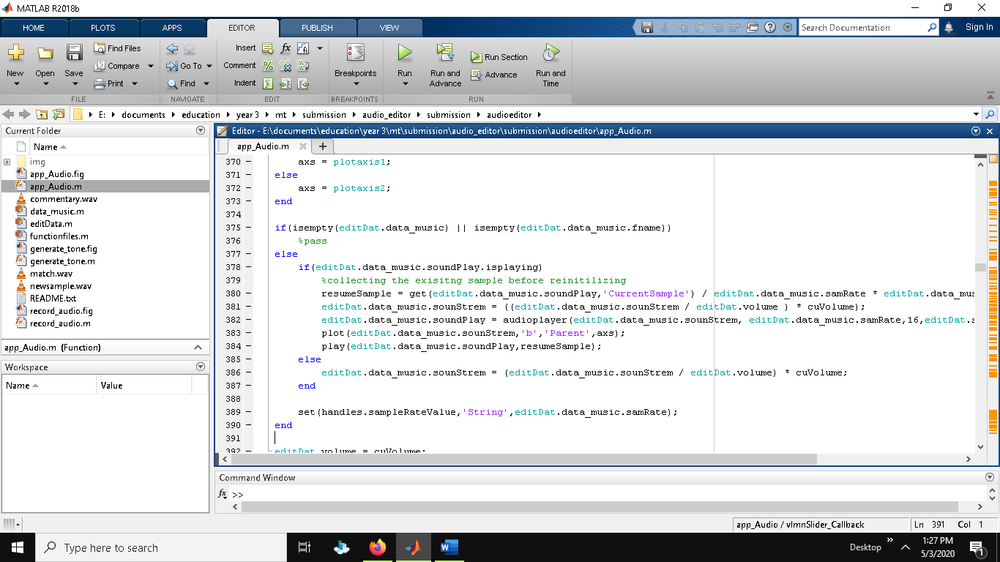 MATLAB R2018b
HOME PLOTS APPS EDITOR PUBLISH VIEW Search Documentation Sign In
New Open Save Find Files Compare Print Go To Find Insert Comment Indent fx Breakpoints Run Run and Advance Run Section Advance Run and Time
FILE NAVIGATE EDIT BREAKPOINTS RUN
E: documents education year 3 mt submission audio_editor submission audioeditor
Current Folder
Name
img
app_Audio.fig
app_Audio.m
commentary.wav
data_music.m
editData.m
functionfiles.m
generate_tone.fig
generate_tone.m
match.wav
newsample.wav
README.txt
record_audio.fig
record_audio.m
app_Audio.m (Function)
Workspace
Name Value
Editor - E:\documents\education\year 3\mt\submission\audio_editor\submission\audioeditor\app_Audio.m
app_Audio.m
370 axs = plotaxis1;
371 else
372 axs = plotaxis2;
373 end
374
375 if(isempty(editDat.data_music) || isempty(editDat.data_music.fname))
376 %pass
377 else
378 if(editDat.data_music.soundPlay.isplaying)
379 %collecting the exisitng sample before reinitilizing
380 resumeSample = get(editDat.data_music.soundPlay,'CurrentSample') / editDat.data_music.samRate * editDat.data_mus
381 editDat.data_music.sounStrem = ((editDat.data_music.sounStrem / editDat.volume ) * cuVolume);
382 editDat.data_music.soundPlay = audioplayer(editDat.data_music.sounStrem, editDat.data_music.samRate,16,editDat.s
383 plot(editDat.data_music.sounStrem,'b','Parent',axs);
384 play(editDat.data_music.soundPlay,resumeSample);
385 else
386 editDat.data_music.sounStrem = (editDat.data_music.sounStrem / editDat.volume) * cuVolume;
387 end
388
389 set(handles.sampleRateValue,'String',editDat.data_music.samRate);
390 end
391
392 editDat.volume = cuVolume;
Command Window
fx >>
app_Audio / vlmnSlider_Callback Ln 391 Col 1
Type here to search
Desktop
1:27 PM
5/3/2020
1